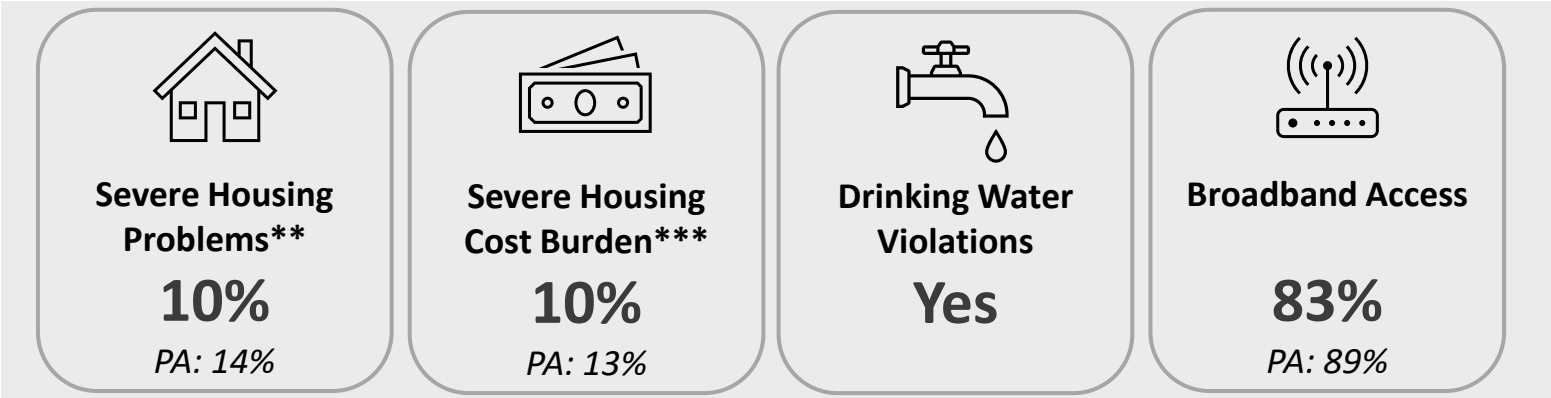 Severe Housing
Problems**
10%
PA: 14%
Severe Housing
Cost Burden***
10%
PA: 13%
Drinking Water
Violations
Yes
Broadband Access
83%
PA: 89%